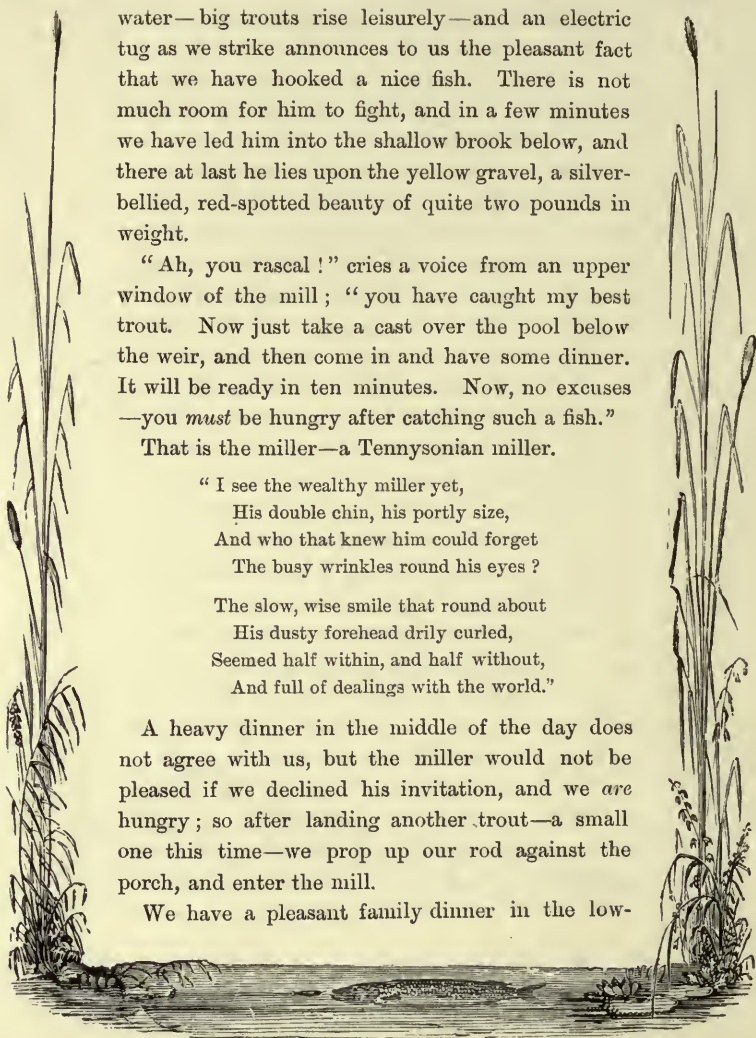 water—big trouts rise leisurely—and an electric
tug as we strike announces to us the pleasant fact
that we have hooked a nice fish. There is not
much room for him to fight, and in a few minutes
we have led him into the shallow brook below, and
there at last he lies upon the yellow gravel, a silver-
bellied, red-spotted beauty of quite two pounds in
weight.
"Ah, you rascal!" cries a voice from an upper
window of the mill; "you have caught my best
trout. Now just take a cast over the pool below
the weir, and then come in and have some dinner.
It will be ready in ten minutes. Now, no excuses
—you must be hungry after catching such a fish."
That is the miller—a Tennysonian miller.
"I see the wealthy miller yet,
His double chin, his portly size,
And who that knew him could forget
The busy wrinkles round his eyes?
The slow, wise smile that round about
His dusty forehead drily curled,
Seemed half within, and half without,
And full of dealings with the world."
A heavy dinner in the middle of the day does
not agree with us, but the miller would not be
pleased if we declined his invitation, and we are
hungry; so after landing another trout—a small
one this time—we prop up our rod against the
porch, and enter the mill.
We have a pleasant family dinner in the low-